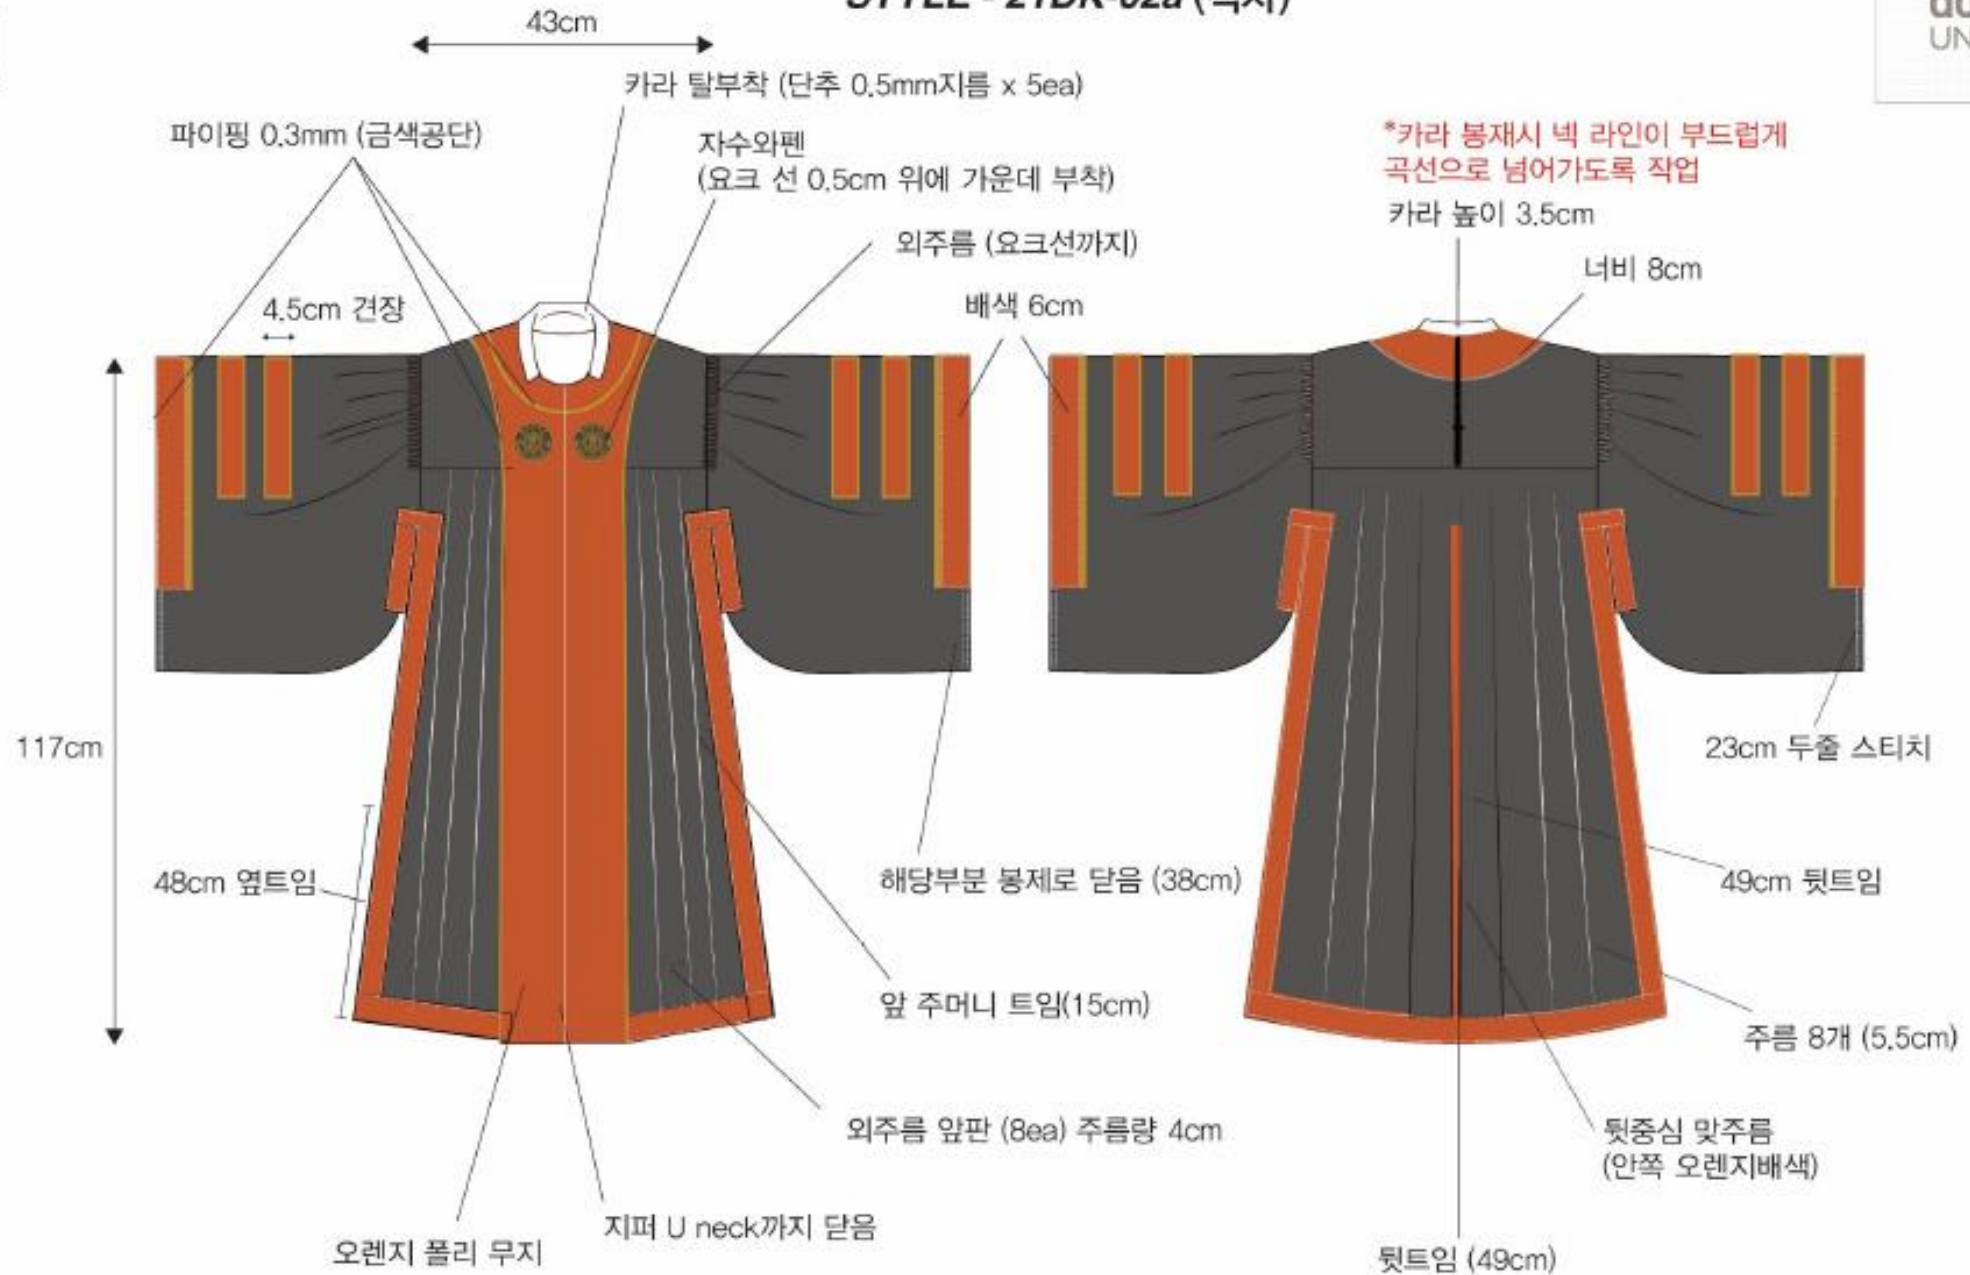 43cm
카라 탈부착 (단추 0.5mm지름 x 5ea)
파이핑 0.3mm (금색공단)
자수와펜
(요크 선 0.5cm 위에 가운데 부착)
외주름 (요크선까지)
4.5cm 견장
배색 6cm
*카라 봉재시 넥 라인이 부드럽게
곡선으로 넘어가도록 작업
카라 높이 3.5cm
너비 8cm
117cm
23cm 두줄 스티치
48cm 옆트임
해당부분 봉제로 닫음 (38cm)
49cm 뒷트임
앞 주머니 트임(15cm)
주름 8개 (5.5cm)
외주름 앞판 (8ea) 주름량 4cm
뒷중심 맞주름
(안쪽 오렌지배색)
지퍼 U neck까지 닫음
오렌지 폴리 무지
뒷트임 (49cm)